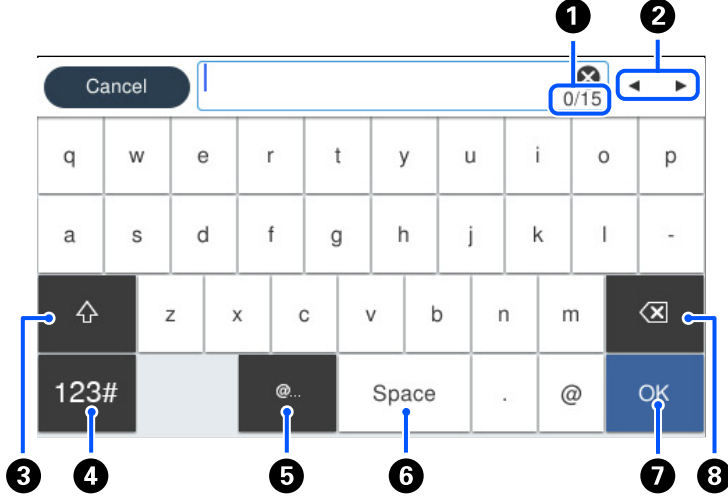 1 2
Cancel
0/15
q w e r t y u i o p
a s d f g h j k l -
z x c v b n m
123# @... Space . @ OK
3 4 5 6 7 8